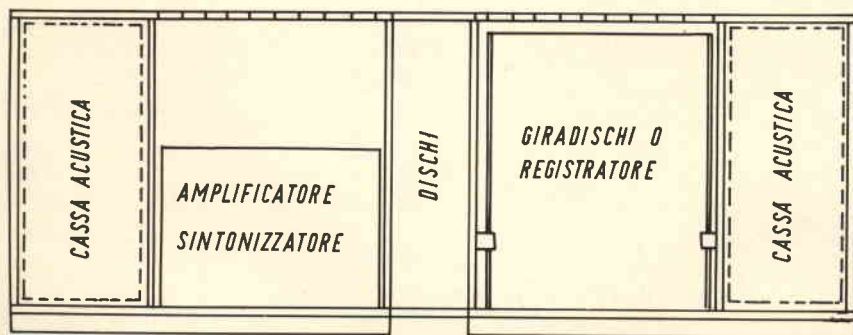 CASSA ACUSTICA
AMPLIFICATORE
SINTONIZZATORE
DISCHI
GIRADISCHI O
REGISTRATORE
CASSA ACUSTICA